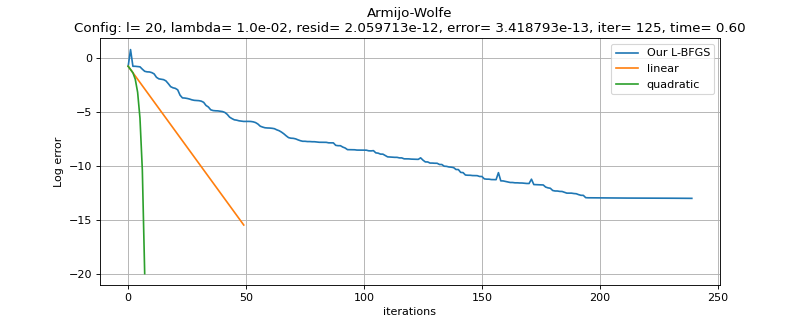 Armijo-Wolfe
Config: l= 20, lambda= 1.0e-02, resid= 2.059713e-12, error= 3.418793e-13, iter= 125, time= 0.60
Our L-BFGS
linear
quadratic
Log error
0
−5
−10
−15
−20
0 50 100 150 200 250
iterations